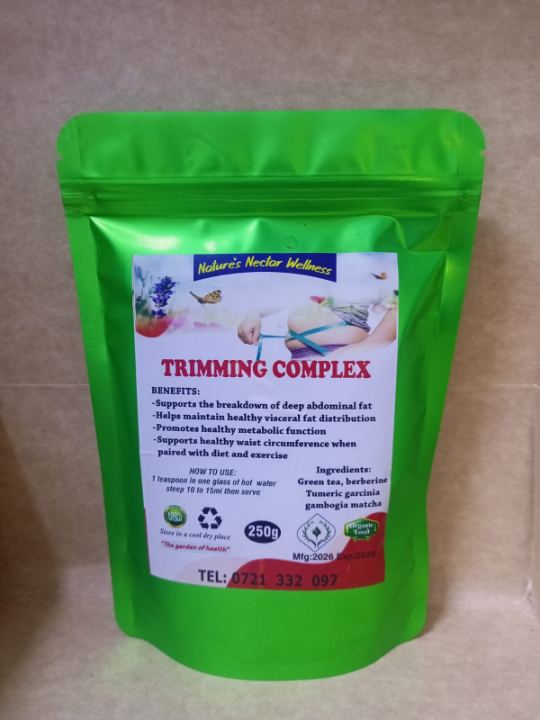 Nature's Nectar Wellness
TRIMMING COMPLEX
BENEFITS:
-Supports the breakdown of deep abdominal fat
-Helps maintain healthy visceral fat distribution
-Promotes healthy metabolic function
-Supports healthy waist circumference when
paired with diet and exercise
HOW TO USE:
1 teaspoon in one glass of hot water
steep 10 to 15mi then serve
Ingredients:
Green tea, berberine
Tumeric garcinia
gambogia matcha
100%
Store in a cool dry place
"The garden of health"
250g
Organic
Food
Mfg:2026 Exp:2028
TEL: 0721 332 097